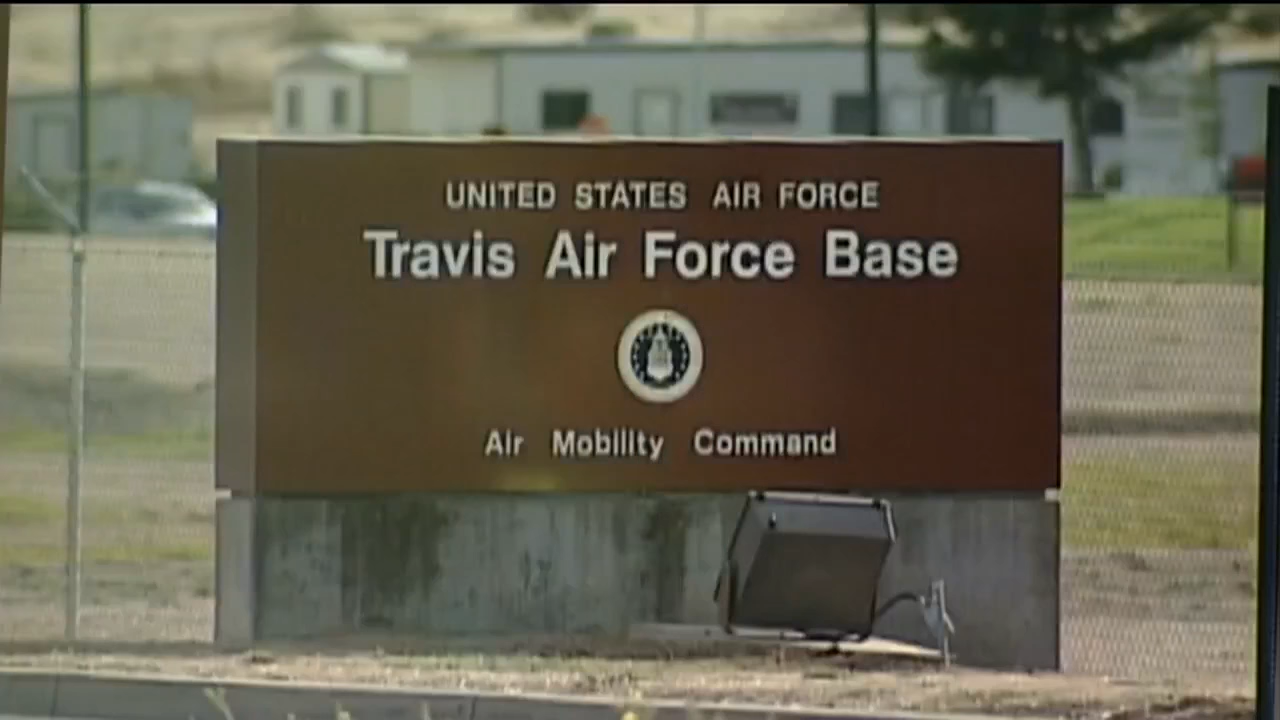 UNITED STATES AIR FORCE
Travis Air Force Base
Air Mobility Command